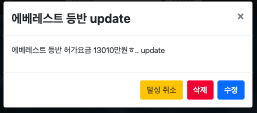 에베레스트 등반 update
×
에베레스트 등반 허가요금 13010만원ㅎ.. update
달성 취소
삭제
수정